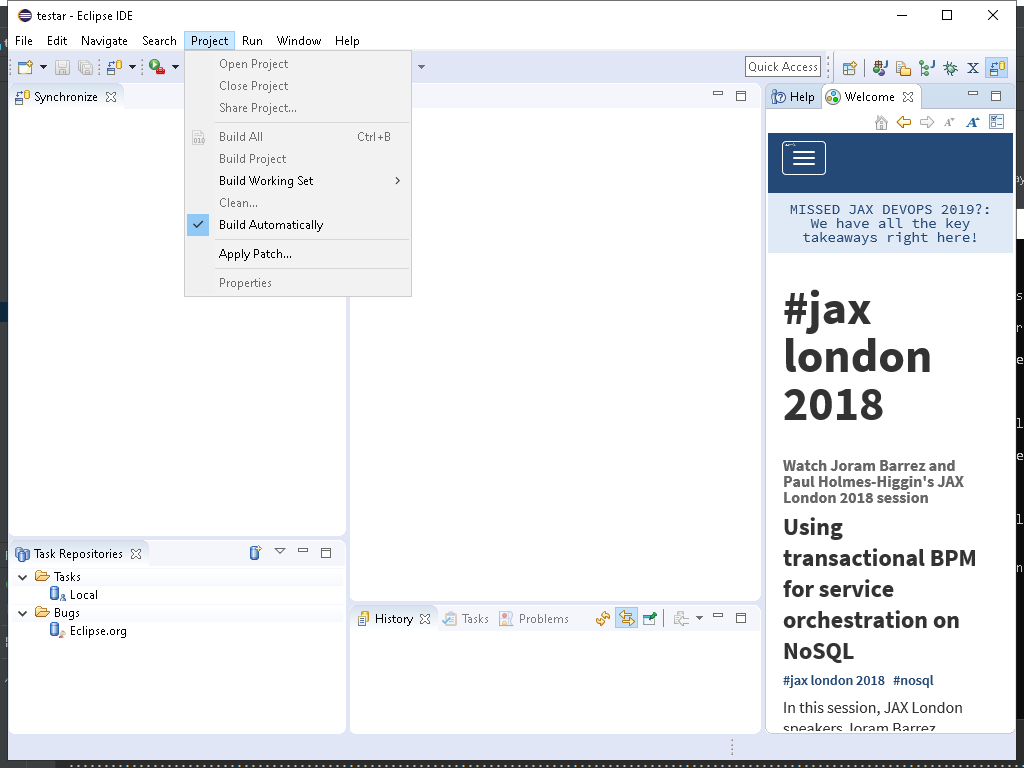 testar - Eclipse IDE
File Edit Navigate Search Project Run Window Help
Quick Access
Open Project
Close Project
Share Project...
Build All Ctrl+B
Build Project
Build Working Set
Clean...
Build Automatically
Apply Patch...
Properties
Synchronize
Task Repositories
Tasks
Local
Bugs
Eclipse.org
History Tasks Problems
Help Welcome
MISSED JAX DEVOPS 2019?:
We have all the key
takeaways right here!
#jax
london
2018
Watch Joram Barrez and
Paul Holmes-Higgin's JAX
London 2018 session
Using
transactional BPM
for service
orchestration on
NoSQL
#jax london 2018 #nosql
In this session, JAX London
speakers Joram Barrez